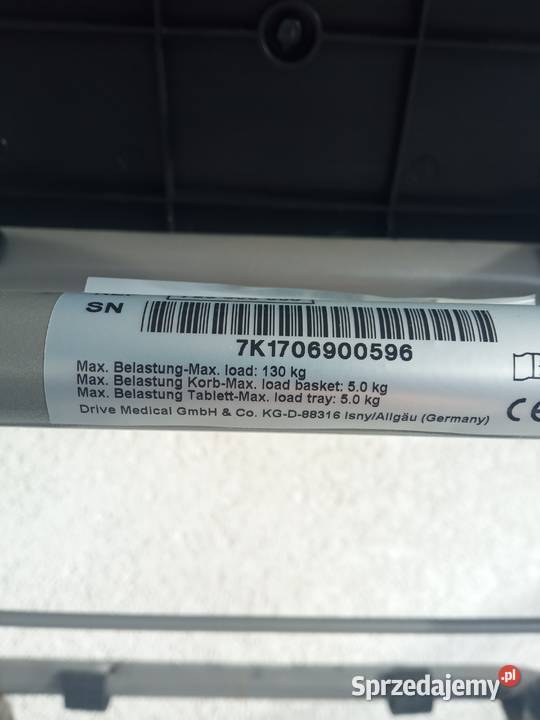 SN
7K1706900596
Max. Belastung-Max. load: 130 kg
Max. Belastung Korb-Max. load basket: 5.0 kg
Max. Belastung Tablett-Max. load tray: 5.0 kg
Drive Medical GmbH & Co. KG-D-88316 Isny/Allgäu (Germany)
CE
Sprzedajemy.pl